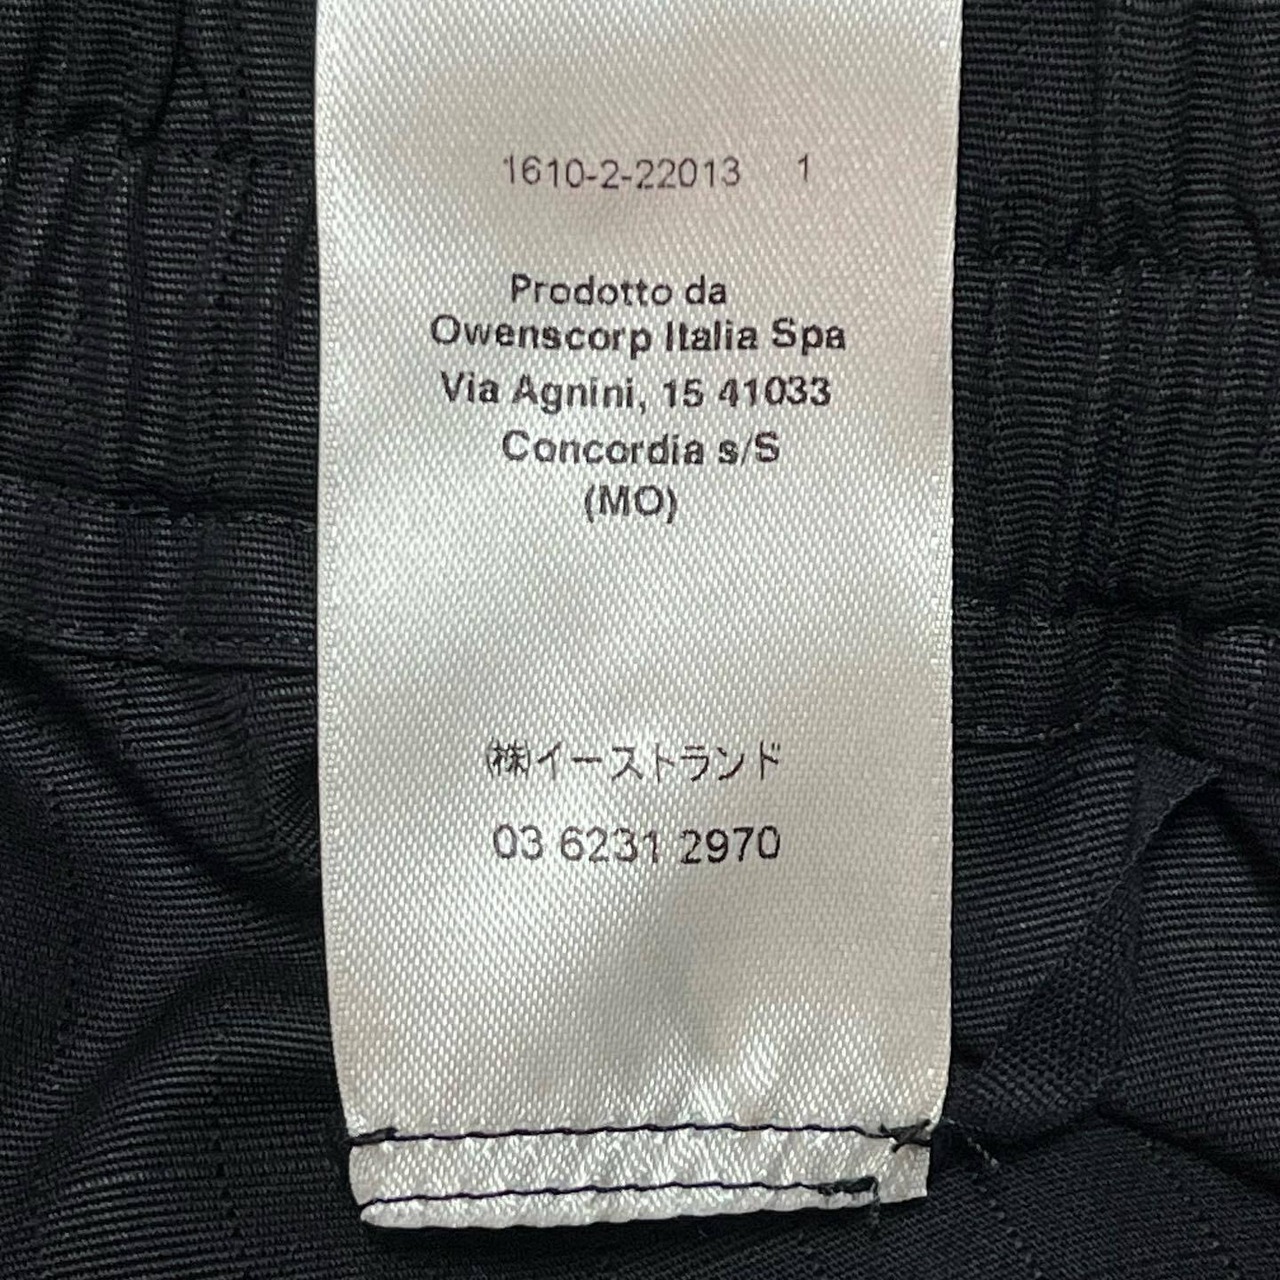 1610-2-22013 1
Prodotto da
Owenscorp Italia Spa
Via Agnini, 15 41033
Concordia s/S
(MO)
㈱イーストランド
03 6231 2970